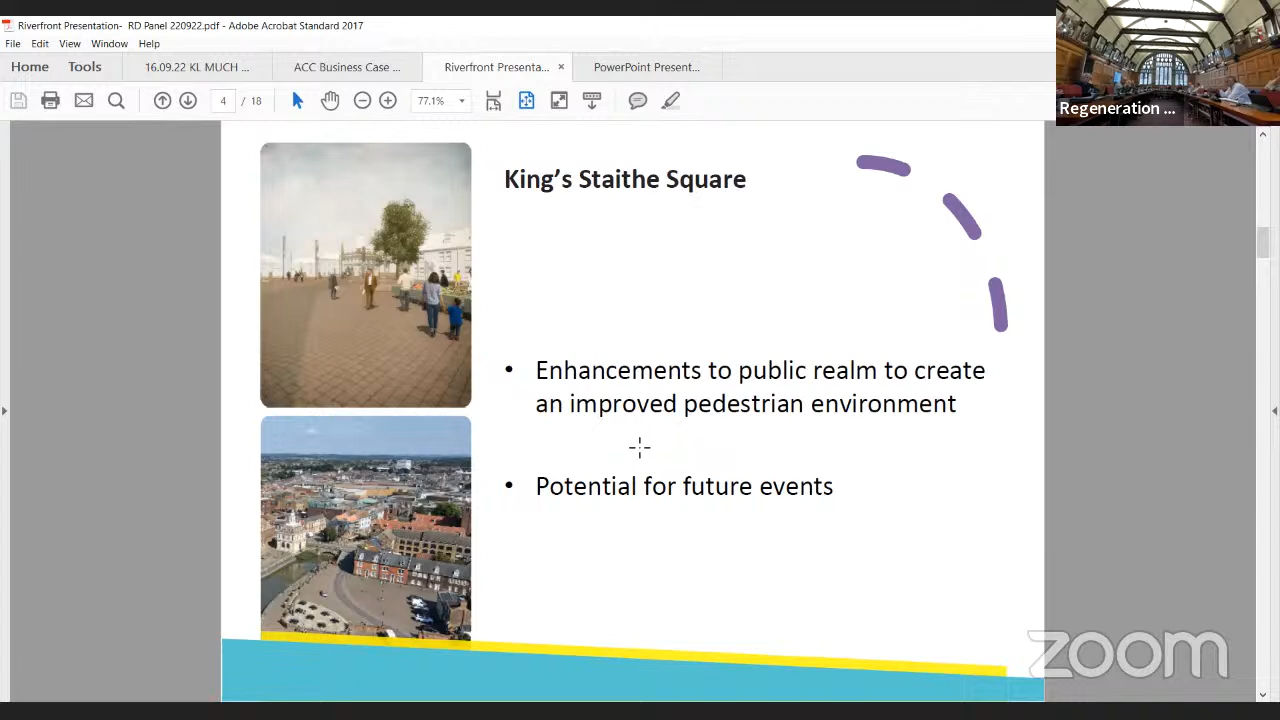 Riverfront Presentation- RD Panel 220922.pdf - Adobe Acrobat Standard 2017
File Edit View Window Help
Home Tools 16.09.22 KL MUCH ... ACC Business Case ... Riverfront Presenta... × PowerPoint Present...
4 / 18 77.1%
Regeneration ...
King's Staithe Square
• Enhancements to public realm to create
an improved pedestrian environment
• Potential for future events
zoom